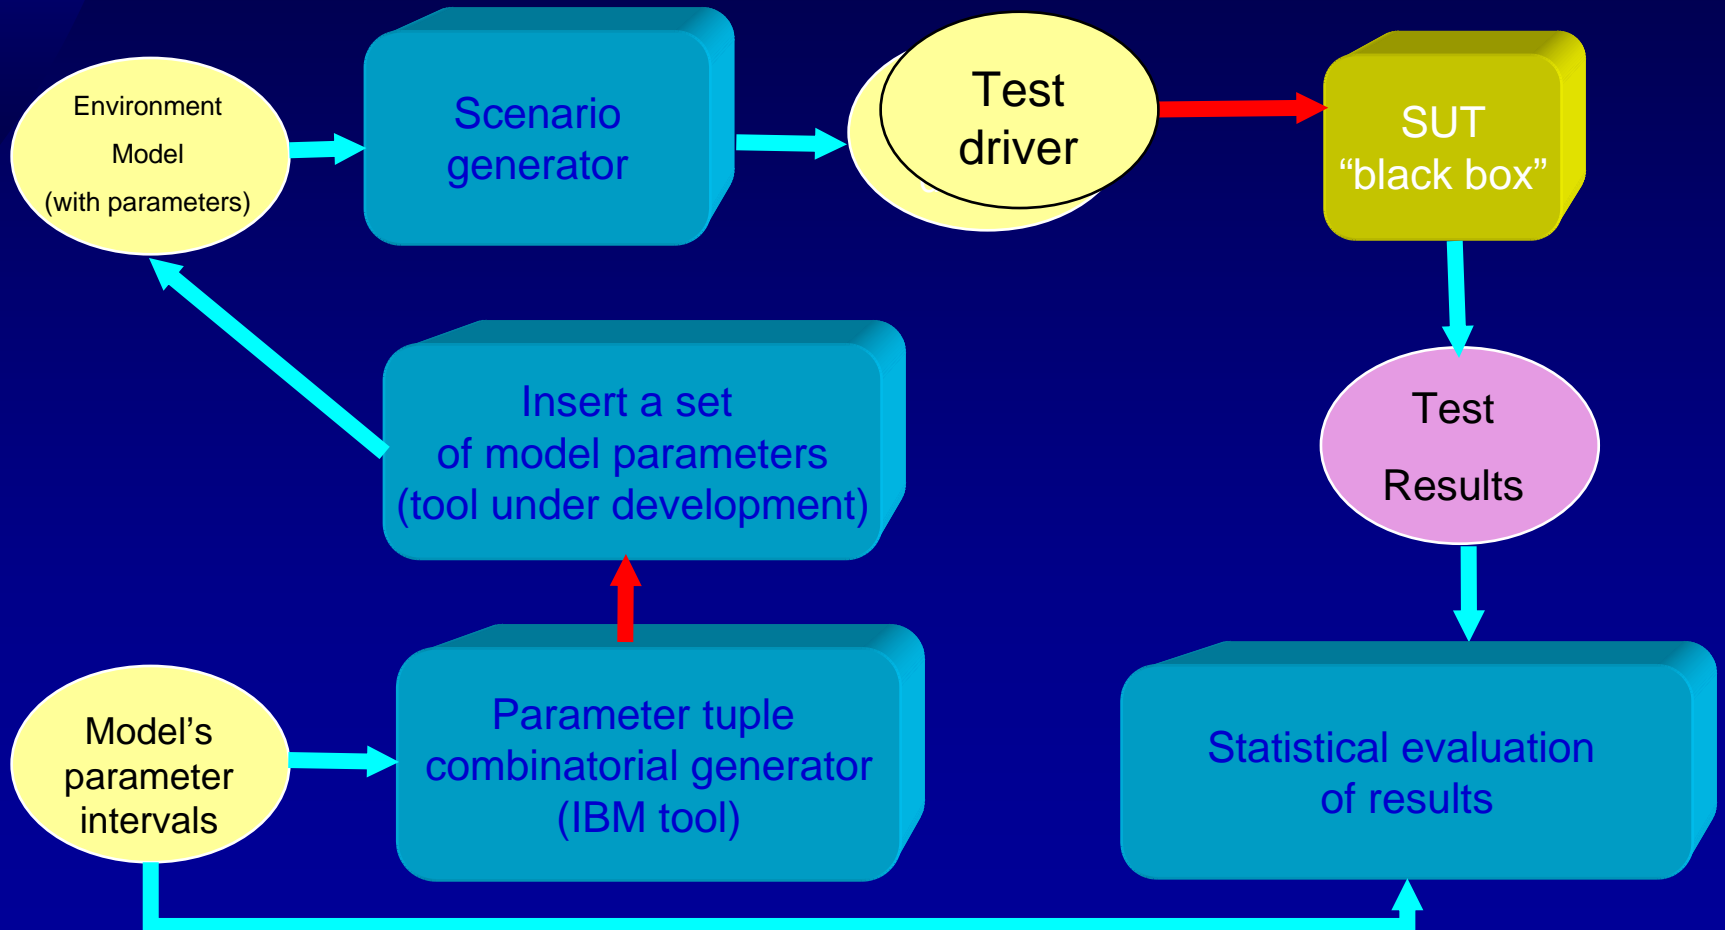 Environment
Model
(with parameters)
Scenario
generator
Test
driver
SUT
“black box”
Insert a set
of model parameters
(tool under development)
Test
Results
Model’s
parameter
intervals
Parameter tuple
combinatorial generator
(IBM tool)
Statistical evaluation
of results